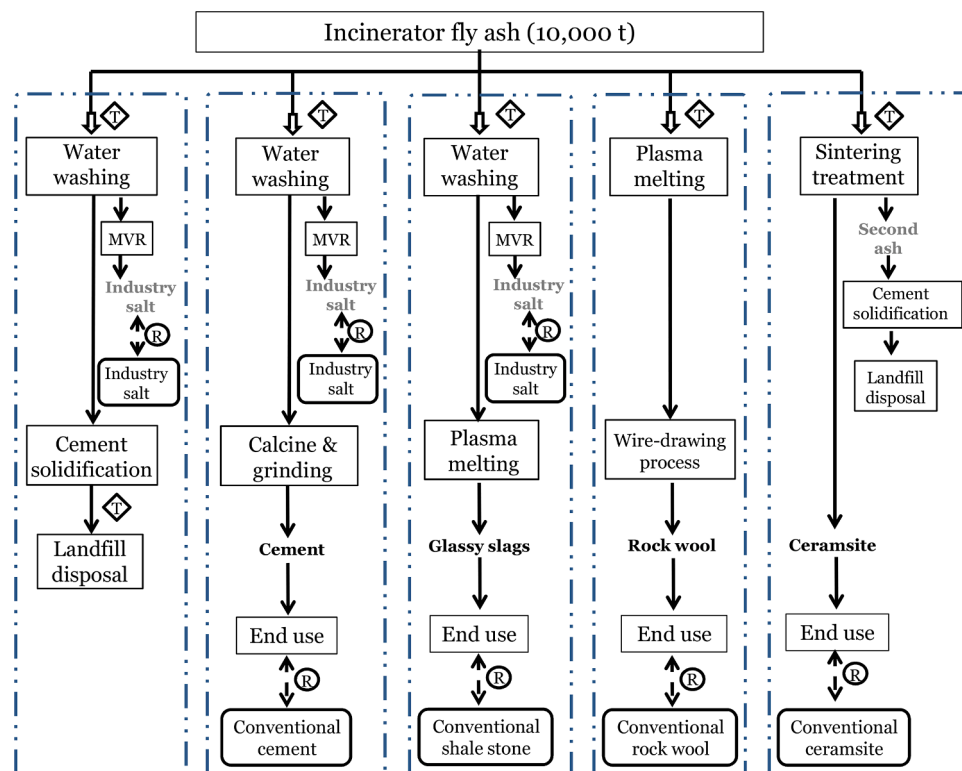 Incinerator fly ash (10,000 t)
T
Water
washing
MVR
Industry
salt
R
Industry
salt
Cement
solidification
T
Landfill
disposal
T
Water
washing
MVR
Industry
salt
R
Industry
salt
Calcine &
grinding
Cement
End use
R
Conventional
cement
T
Water
washing
MVR
Industry
salt
R
Industry
salt
Plasma
melting
Glassy slags
End use
R
Conventional
shale stone
T
Plasma
melting
Wire-drawing
process
Rock wool
End use
R
Conventional
rock wool
T
Sintering
treatment
Second
ash
Cement
solidification
Landfill
disposal
Ceramsite
End use
R
Conventional
ceramsite